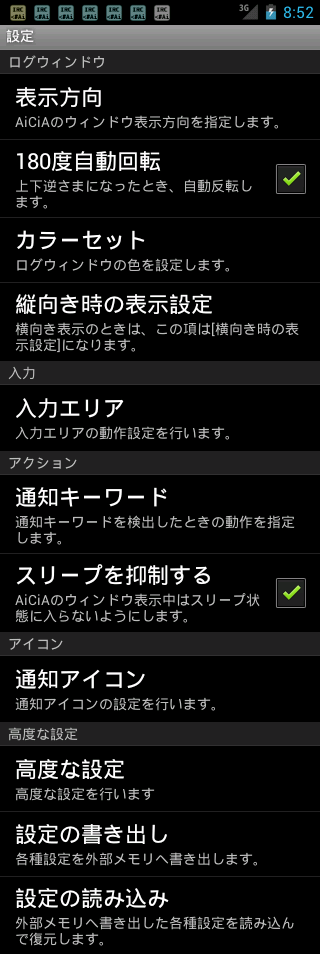 3G 8:52
設定
ログウィンドウ
表示方向
AiCiAのウィンドウ表示方向を指定します。
180度自動回転
上下逆さまになったとき、自動反転し
ます。
カラーセット
ログウィンドウの色を設定します。
縦向き時の表示設定
横向き表示のときは、この項は[横向き時の表
示設定]になります。
入力
入力エリア
入力エリアの動作設定を行います。
アクション
通知キーワード
通知キーワードを検出したときの動作を指定
します。
スリープを抑制する
AiCiAのウィンドウ表示中はスリープ状
態に入らないようにします。
アイコン
通知アイコン
通知アイコンの設定を行います。
高度な設定
高度な設定
高度な設定を行います
設定の書き出し
各種設定を外部メモリへ書き出します。
設定の読み込み
外部メモリへ書き出した各種設定を読み込ん
で復元します。